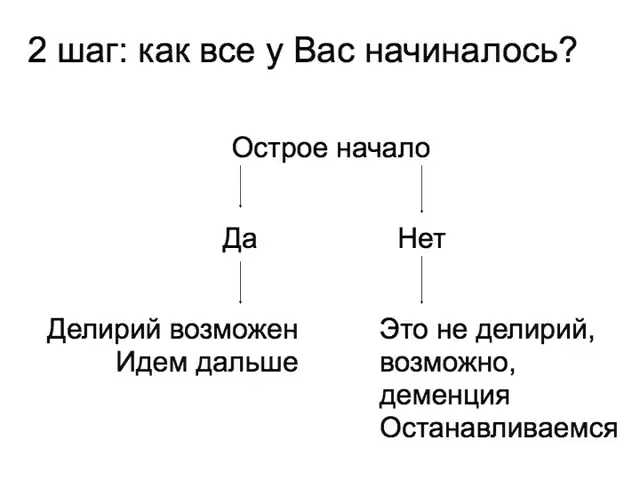 2 шаг: как все у Вас начиналось?
Острое начало
Да
Нет
Делирий возможен
Идем дальше
Это не делирий,
возможно,
деменция
Останавливаемся